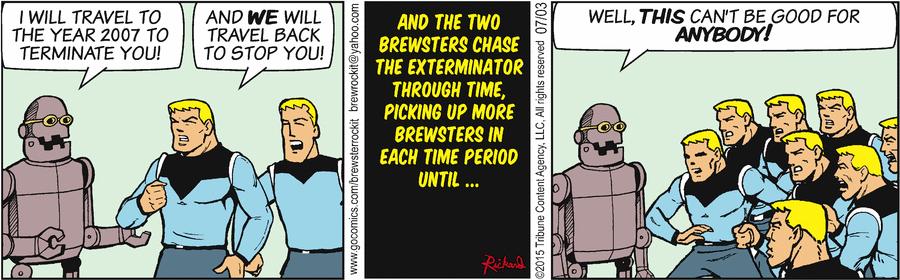 I WILL TRAVEL TO
THE YEAR 2007 TO
TERMINATE YOU!
AND WE WILL
TRAVEL BACK
TO STOP YOU!
www.gocomics.com/brewsterrockit brewrockit@yahoo.com
AND THE TWO
BREWSTERS CHASE
THE EXTERMINATOR
THROUGH TIME,
PICKING UP MORE
BREWSTERS IN
EACH TIME PERIOD
UNTIL ...
Rickard
©2015 Tribune Content Agency, LLC, All rights reserved 07/03
WELL, THIS CAN'T BE GOOD FOR
ANYBODY!